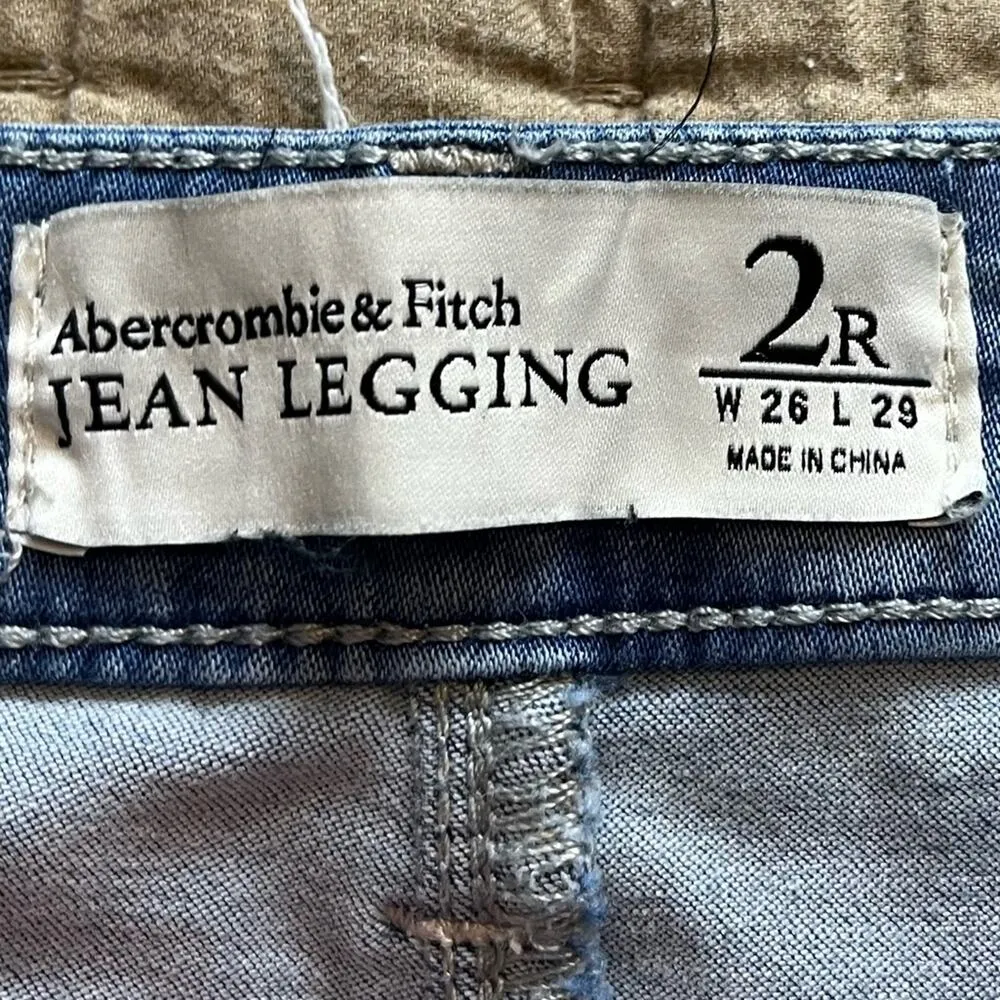 Abercrombie & Fitch
JEAN LEGGING
2R
W 26 L 29
MADE IN CHINA